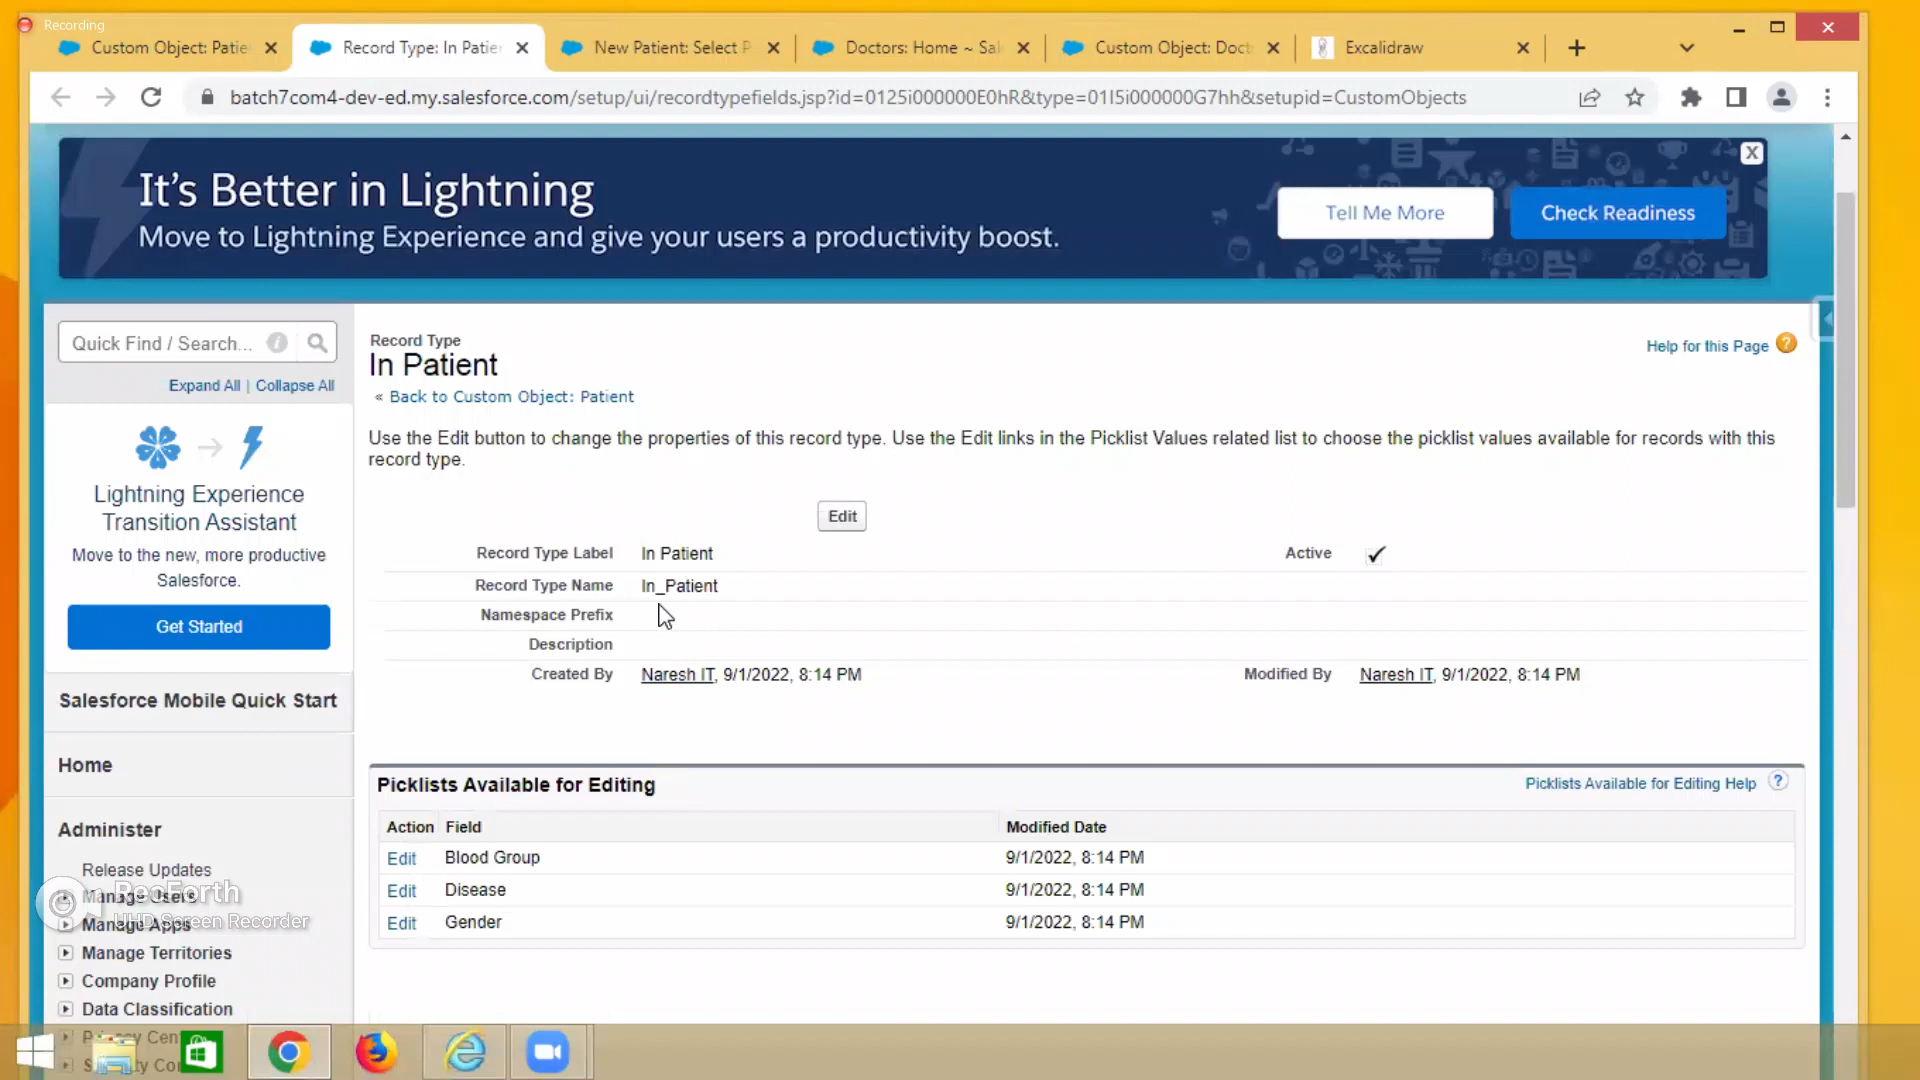 Recording
Custom Object: Patie
Record Type: In Patie
New Patient: Select P
Doctors: Home ~ Sal
Custom Object: Doct
Excalidraw
batch7com4-dev-ed.my.salesforce.com/setup/ui/recordtypefields.jsp?id=0125i000000E0hR&type=01I5i000000G7hh&setupid=CustomObjects
It's Better in Lightning
Move to Lightning Experience and give your users a productivity boost.
Tell Me More
Check Readiness
X
Quick Find / Search...
Expand All | Collapse All
Lightning Experience
Transition Assistant
Move to the new, more productive
Salesforce.
Get Started
Salesforce Mobile Quick Start
Home
Administer
Release Updates
Manage Users
Manage Apps
Manage Territories
Company Profile
Data Classification
RecForth
UHD Screen Recorder
Record Type
In Patient
« Back to Custom Object: Patient
Help for this Page ?
Use the Edit button to change the properties of this record type. Use the Edit links in the Picklist Values related list to choose the picklist values available for records with this
record type.
Edit
Record Type Label In Patient Active ✓
Record Type Name In_Patient
Namespace Prefix
Description
Created By Naresh IT, 9/1/2022, 8:14 PM Modified By Naresh IT, 9/1/2022, 8:14 PM
Picklists Available for Editing
Picklists Available for Editing Help ?
Action Field Modified Date
Edit Blood Group 9/1/2022, 8:14 PM
Edit Disease 9/1/2022, 8:14 PM
Edit Gender 9/1/2022, 8:14 PM